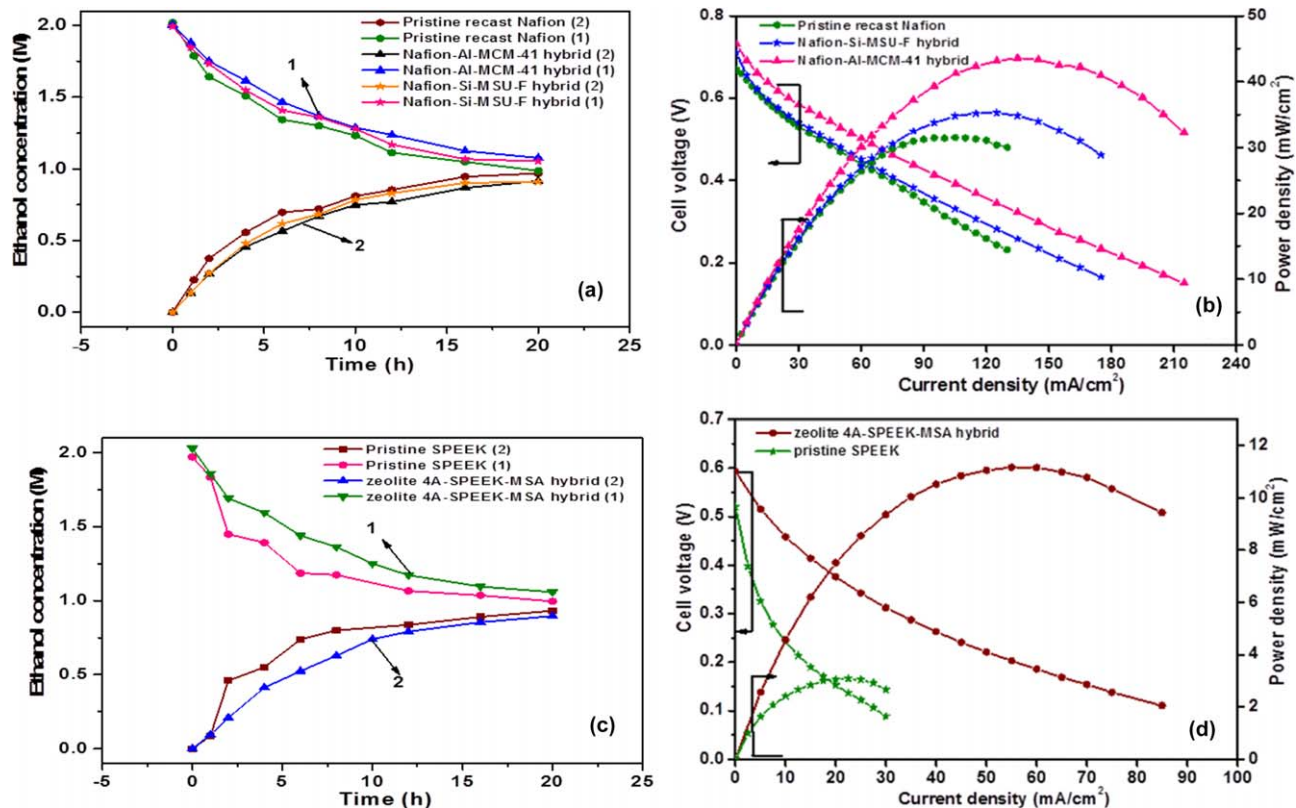 Pristine recast Nafion (2)
Pristine recast Nafion (1)
Nafion-Al-MCM-41 hybrid (2)
Nafion-Al-MCM-41 hybrid (1)
Nafion-Si-MSU-F hybrid (2)
Nafion-Si-MSU-F hybrid (1)
Ethanol concentration (M)
2.0
1.5
1.0
0.5
0.0
1
2
(a)
-5 0 5 10 15 20 25
Time (h)
Pristine recast Nafion
Nafion-Si-MSU-F hybrid
Nafion-Al-MCM-41 hybrid
Cell voltage (V)
0.8
0.6
0.4
0.2
0.0
Power density (mW/cm²)
50
40
30
20
10
0
(b)
0 30 60 90 120 150 180 210 240
Current density (mA/cm²)
Pristine SPEEK (2)
Pristine SPEEK (1)
zeolite 4A-SPEEK-MSA hybrid (2)
zeolite 4A-SPEEK-MSA hybrid (1)
Ethanol concentration (M)
2.0
1.5
1.0
0.5
0.0
1
2
(c)
-5 0 5 10 15 20
Time (h)
zeolite 4A-SPEEK-MSA hybrid
pristine SPEEK
Cell voltage (V)
0.7
0.6
0.5
0.4
0.3
0.2
0.1
0.0
Power density (mW/cm²)
12
10
8
6
4
2
0
(d)
0 10 20 30 40 50 60 70 80 90 100
Current density (mA/cm²)